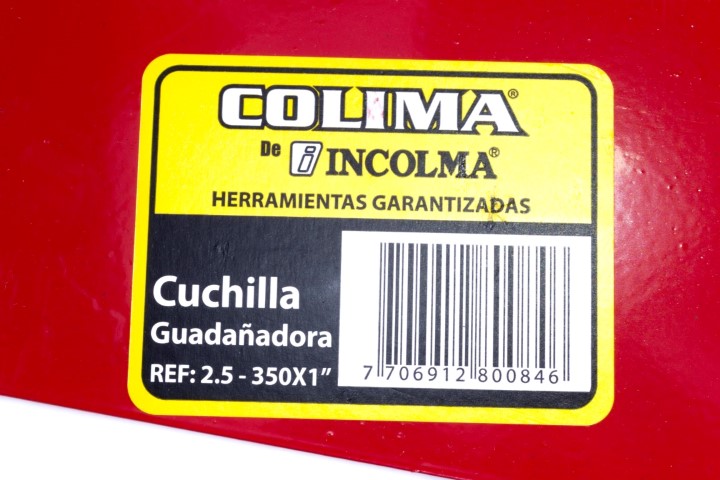 COLIMA®
De i INCOLMA®
HERRAMIENTAS GARANTIZADAS
Cuchilla
Guadañadora
REF: 2.5 - 350X1”
7 706912 800846